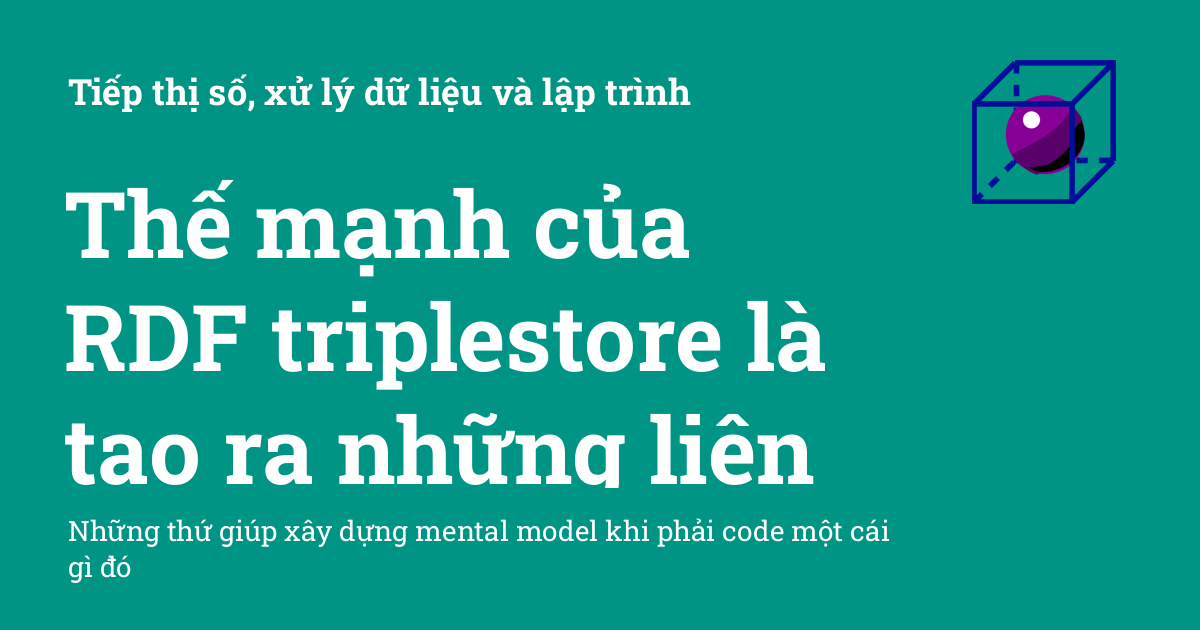 Tiếp thị số, xử lý dữ liệu và lập trình
Thế mạnh của
RDF triplestore là
tạo ra những liên
Những thứ giúp xây dựng mental model khi phải code một cái
gì đó